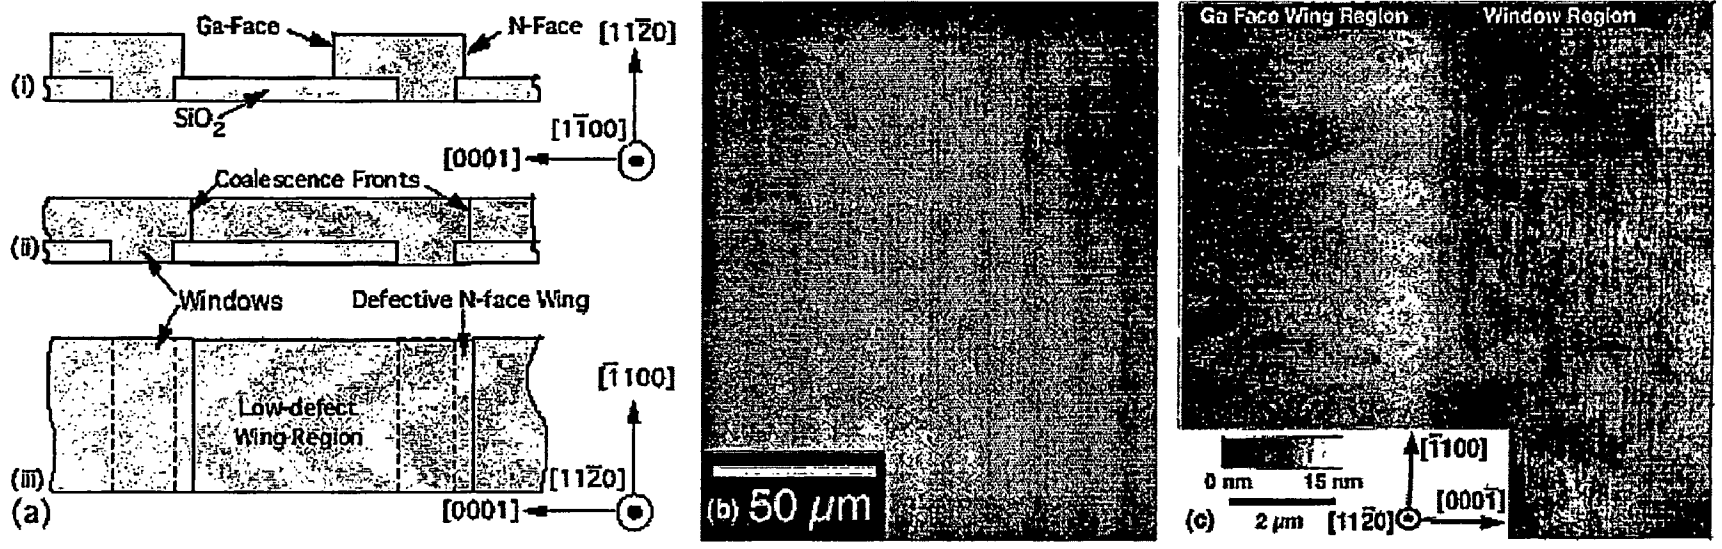 Ga-Face
N-Face
[112̅0]
(i)
SiO2
[11̅00]
[0001]
Coalescence Fronts
(ii)
Windows
Defective N-face Wing
[1̅100]
Low-defect
Wing Region
(iii)
[112̅0]
(a)
[0001]
(b) 50 µm
Ga Face Wing Region
Window Region
[1̅100]
0 nm
15 nm
[0001̅]
(c)
2 µm
[112̅0]